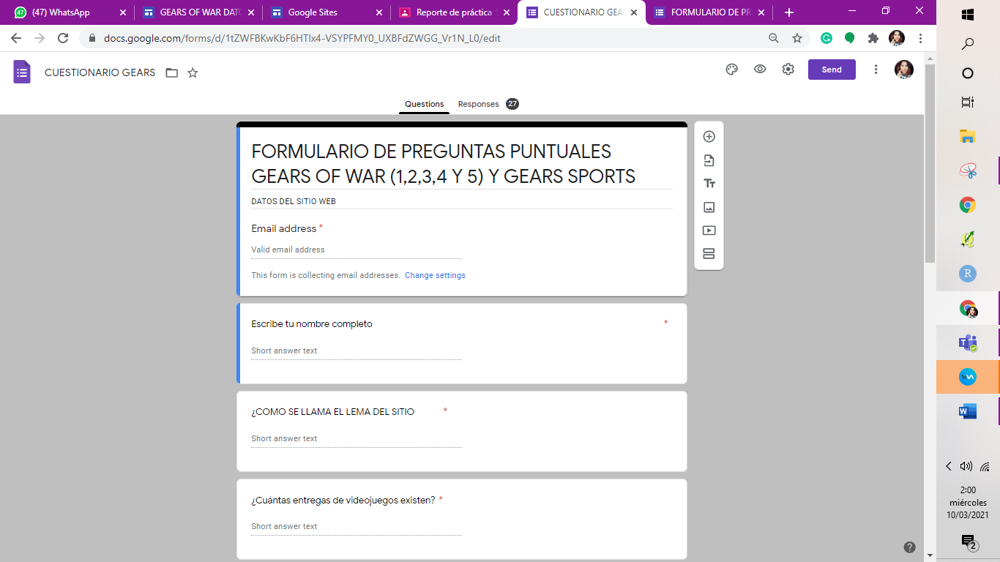 (47) WhatsApp
GEARS OF WAR DAT
Google Sites
Reporte de práctica
CUESTIONARIO GEA
FORMULARIO DE PR
docs.google.com/forms/d/1tZWFBKwKbF6HTIx4-VSYPFMY0_UXBFdZWGG_Vr1N_L0/edit
CUESTIONARIO GEARS
Send
Questions
Responses 27
FORMULARIO DE PREGUNTAS PUNTUALES
GEARS OF WAR (1,2,3,4 Y 5) Y GEARS SPORTS
DATOS DEL SITIO WEB
Email address *
Valid email address
This form is collecting email addresses. Change settings
Escribe tu nombre completo *
Short answer text
¿COMO SE LLAMA EL LEMA DEL SITIO *
Short answer text
¿Cuántas entregas de videojuegos existen? *
Short answer text
2:00
miércoles
10/03/2021
2